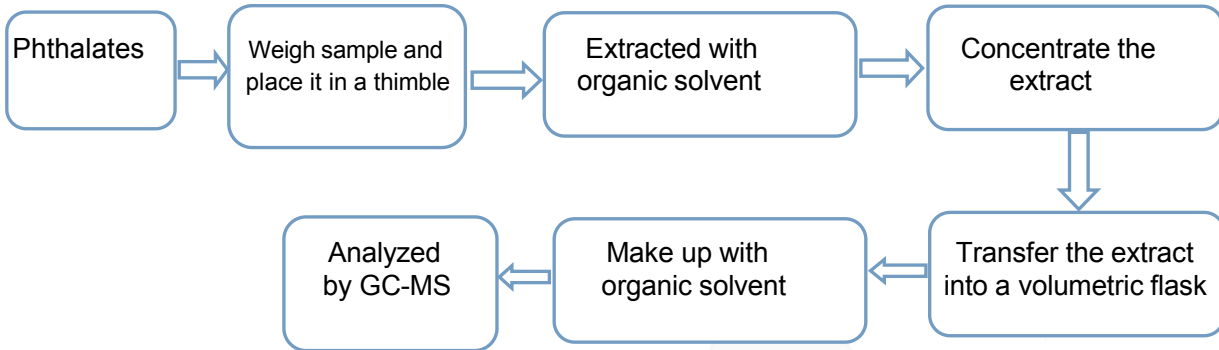 Phthalates
Weigh sample and
place it in a thimble
Extracted with
organic solvent
Concentrate the
extract
Transfer the extract
into a volumetric flask
Make up with
organic solvent
Analyzed
by GC-MS